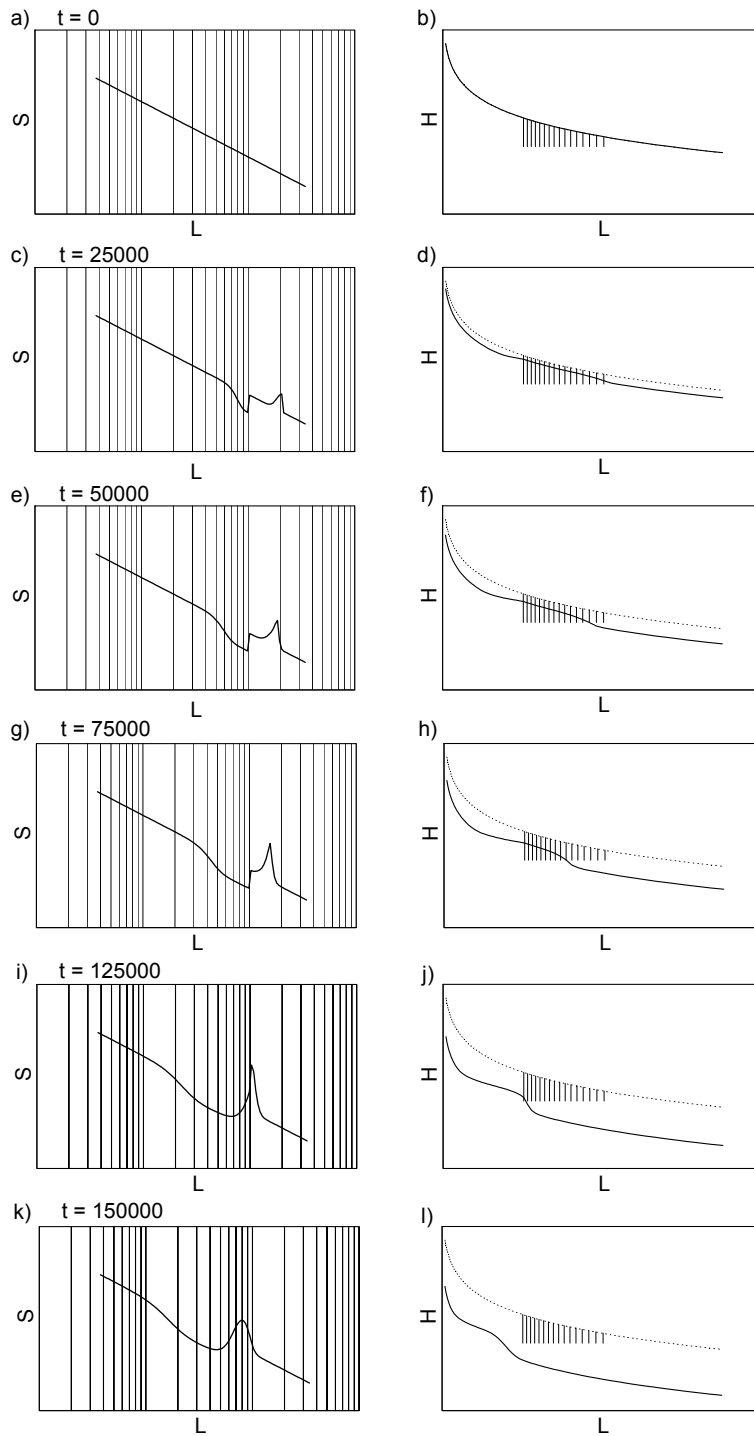 a) t = 0
b)
S
H
L
L
c) t = 25000
d)
S
H
L
L
e) t = 50000
f)
S
H
L
L
g) t = 75000
h)
S
H
L
L
i) t = 125000
j)
S
H
L
L
k) t = 150000
l)
S
H
L
L